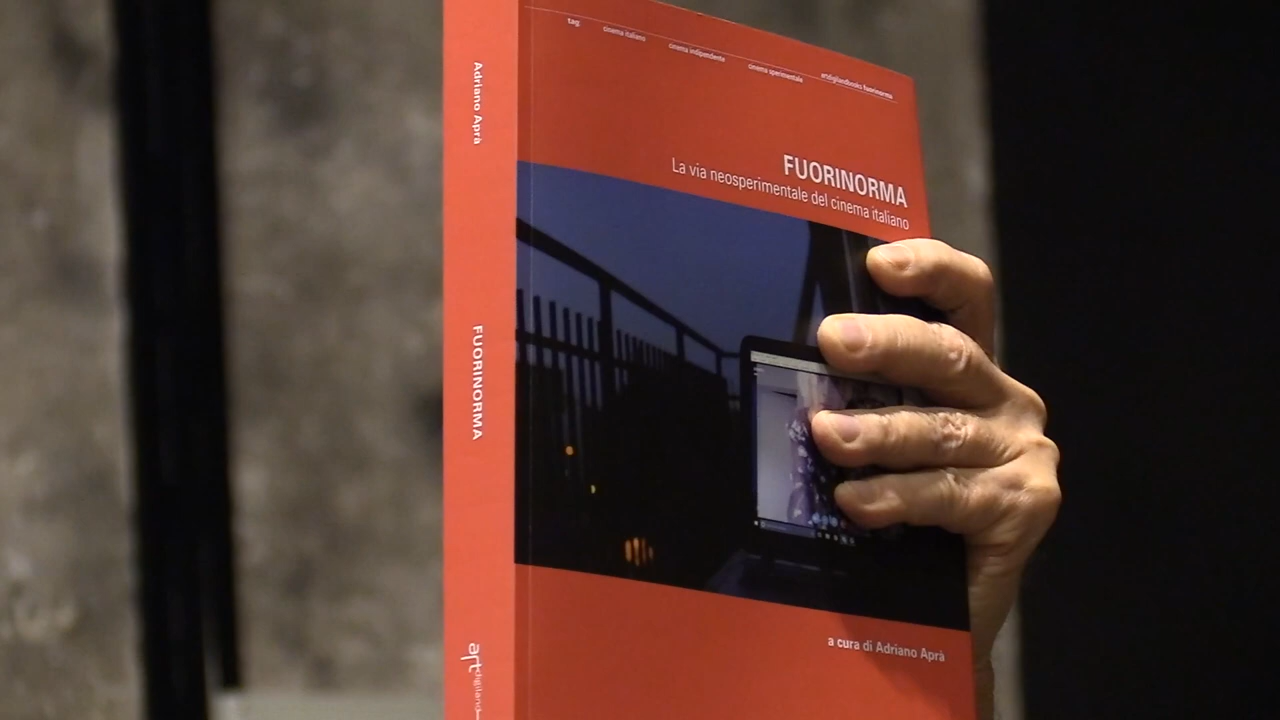 Adriano Aprà
FUORINORMA
artdigiland
tag:
cinema italiano
cinema indipendente
cinema sperimentale
artdigilandbooks fuorinorma
FUORINORMA
La via neosperimentale del cinema italiano
a cura di Adriano Aprà